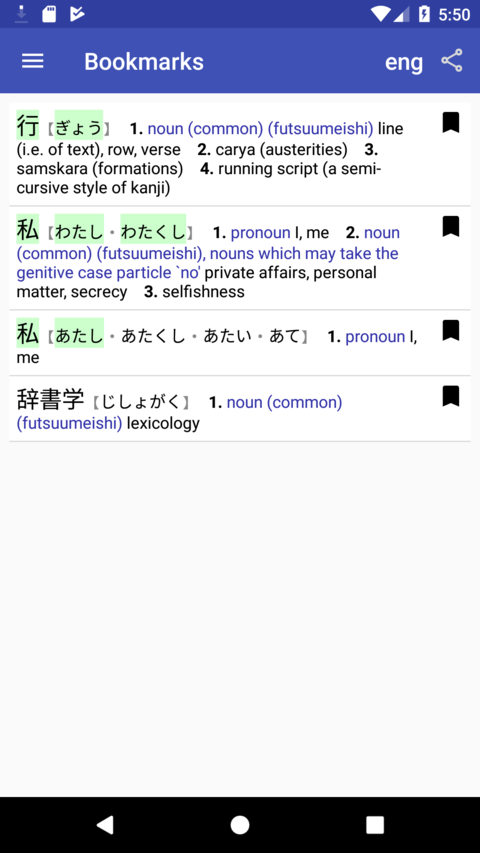 5:50
Bookmarks eng
行【ぎょう】 1. noun (common) (futsuumeishi) line
(i.e. of text), row, verse 2. carya (austerities) 3.
samskara (formations) 4. running script (a semi-
cursive style of kanji)
私【わたし・わたくし】 1. pronoun I, me 2. noun
(common) (futsuumeishi), nouns which may take the
genitive case particle `no' private affairs, personal
matter, secrecy 3. selfishness
私【あたし・あたくし・あたい・あて】 1. pronoun I,
me
辞書学【じしょがく】 1. noun (common)
(futsuumeishi) lexicology